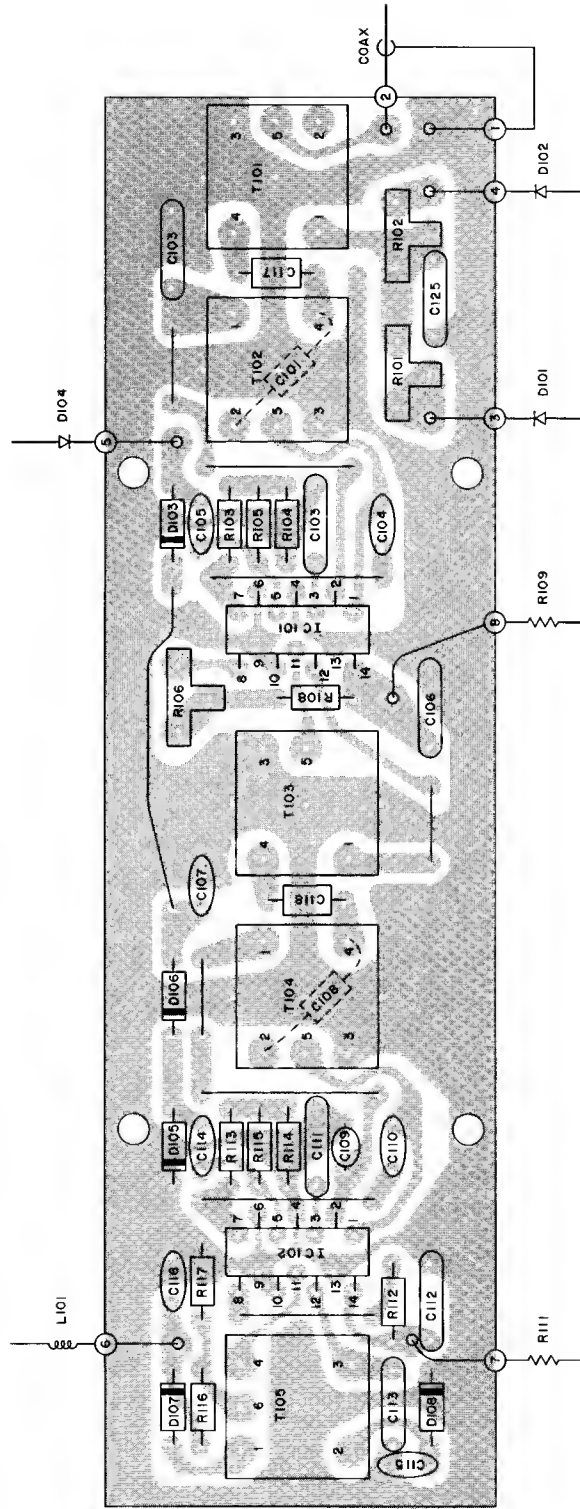 COAX
2
1
T101
3
5
2
4
1
4
D102
R102
C103
C117
C125
T102
1
4
C101
2
5
3
R101
3
D101
D104
5
D103
C105
R103
R105
R104
C103
C104
7
6
5
4
3
2
1
IC101
8
9
10
11
12
13
14
8
R109
R106
R108
C106
T103
3
5
4
1
C107
C118
D106
T104
1
4
C108
2
5
3
D105
C114
R113
R115
R114
C111
C109
C110
7
6
5
4
3
2
1
IC102
8
9
10
11
12
13
14
C116
R117
R112
C112
L101
6
7
R111
D107
R116
T105
4
3
6
1
2
C113
D108
C115